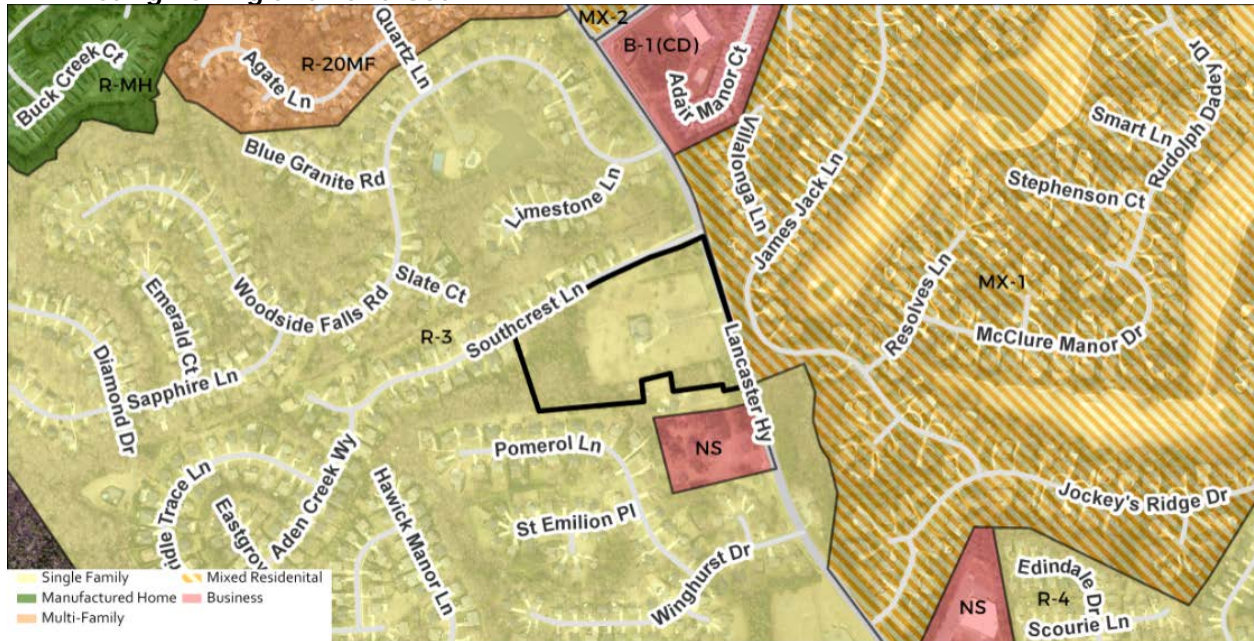 MX-2
B-1(CD)
Quartz Ln
R-20MF
Agate Ln
Buck Creek Ct
R-MH
Adair Manor Ct
Villalonga Ln
Smart Ln
Rudolph Dadey Dr
Stephenson Ct
Blue Granite Rd
Limestone Ln
James Jack Ln
Resolves Ln
MX-1
McClure Manor Dr
Slate Ct
Woodside Falls Rd
Emerald Ct
Southcrest Ln
R-3
Lancaster Hy
Diamond Dr
Sapphire Ln
Pomerol Ln
NS
Aden Creek Wy
Trace Ln
Hawick Manor Ln
St Emilion Pl
Jockey's Ridge Dr
Winghurst Dr
NS
Edindale Dr
R-4
Scourie Ln
Single Family
Mixed Residenital
Manufactured Home
Business
Multi-Family